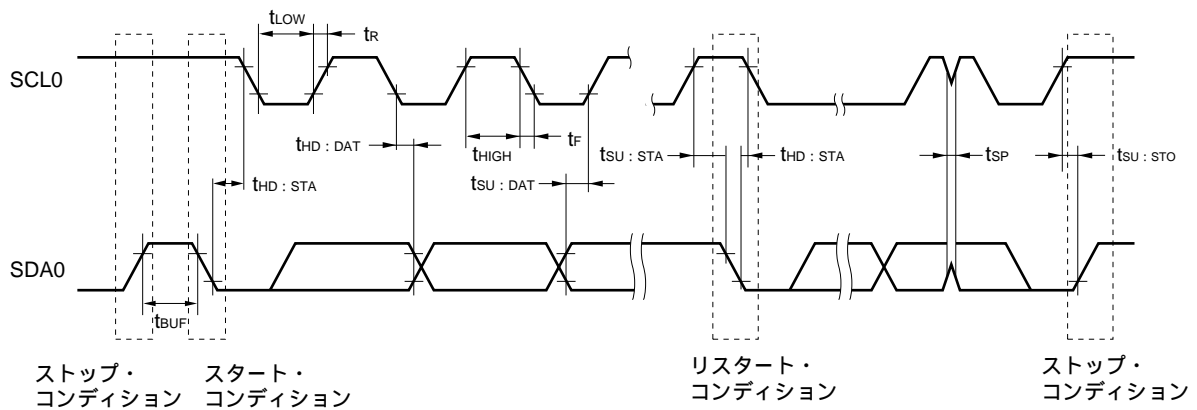 tLOW
tR
SCL0
tHD : DAT
tHIGH
tF
tSU : STA
tHD : STA
tSP
tSU : STO
tHD : STA
tSU : DAT
SDA0
tBUF
ストップ・
コンディション
スタート・
コンディション
リスタート・
コンディション
ストップ・
コンディション